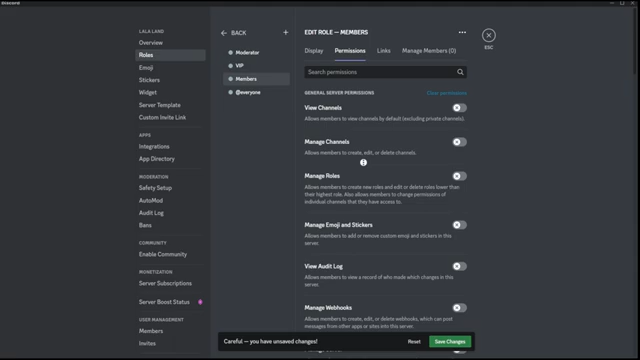 Discord
LALA LAND
Overview
Roles
Emoji
Stickers
Widget
Server Template
Custom Invite Link
APPS
Integrations
App Directory
MODERATION
Safety Setup
AutoMod
Audit Log
Bans
COMMUNITY
Enable Community
MONETIZATION
Server Subscriptions
Server Boost Status
USER MANAGEMENT
Members
Invites
BACK
Moderator
VIP
Members
@everyone
EDIT ROLE — MEMBERS
Display Permissions Links Manage Members (0)
ESC
Search permissions
GENERAL SERVER PERMISSIONS Clear permissions
View Channels
Allows members to view channels by default (excluding private channels).
Manage Channels
Allows members to create, edit, or delete channels.
Manage Roles
Allows members to create new roles and edit or delete roles lower than
their highest role. Also allows members to change permissions of
individual channels that they have access to.
Manage Emoji and Stickers
Allows members to add or remove custom emoji and stickers in this
server.
View Audit Log
Allows members to view a record of who made which changes in this
server.
Manage Webhooks
Allows members to create, edit, or delete webhooks, which can post
messages from other apps or sites into this server.
Careful — you have unsaved changes! Reset Save Changes